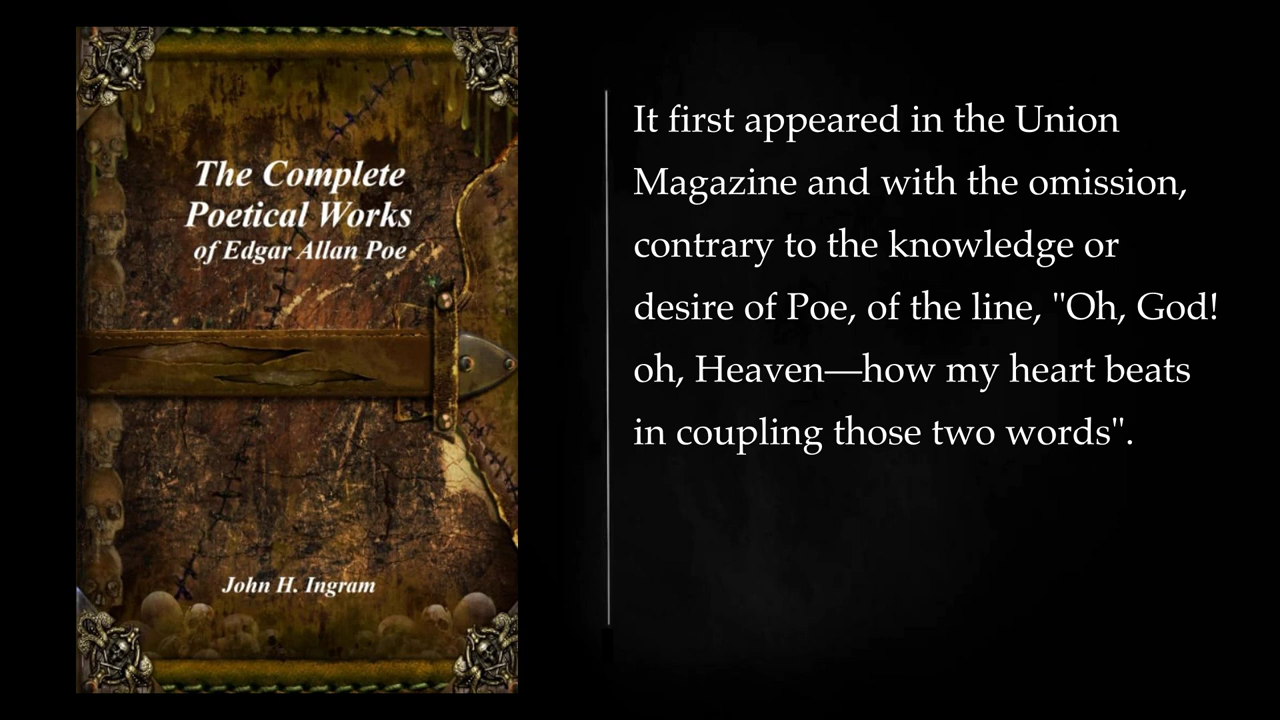 The Complete
Poetical Works
of Edgar Allan Poe
John H. Ingram
It first appeared in the Union
Magazine and with the omission,
contrary to the knowledge or
desire of Poe, of the line, "Oh, God!
oh, Heaven—how my heart beats
in coupling those two words".